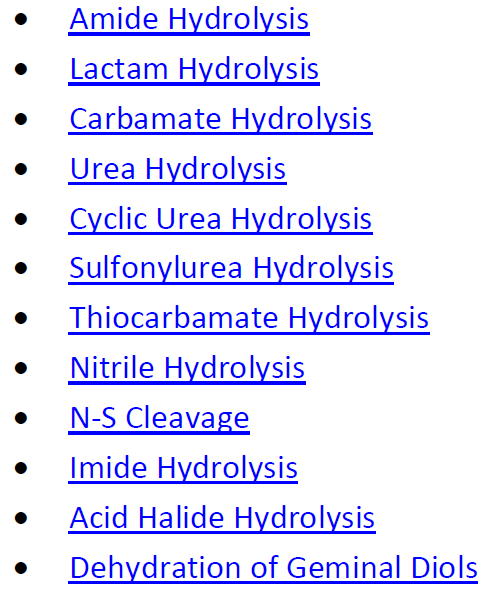 • Amide Hydrolysis
• Lactam Hydrolysis
• Carbamate Hydrolysis
• Urea Hydrolysis
• Cyclic Urea Hydrolysis
• Sulfonylurea Hydrolysis
• Thiocarbamate Hydrolysis
• Nitrile Hydrolysis
• N-S Cleavage
• Imide Hydrolysis
• Acid Halide Hydrolysis
• Dehydration of Geminal Diols